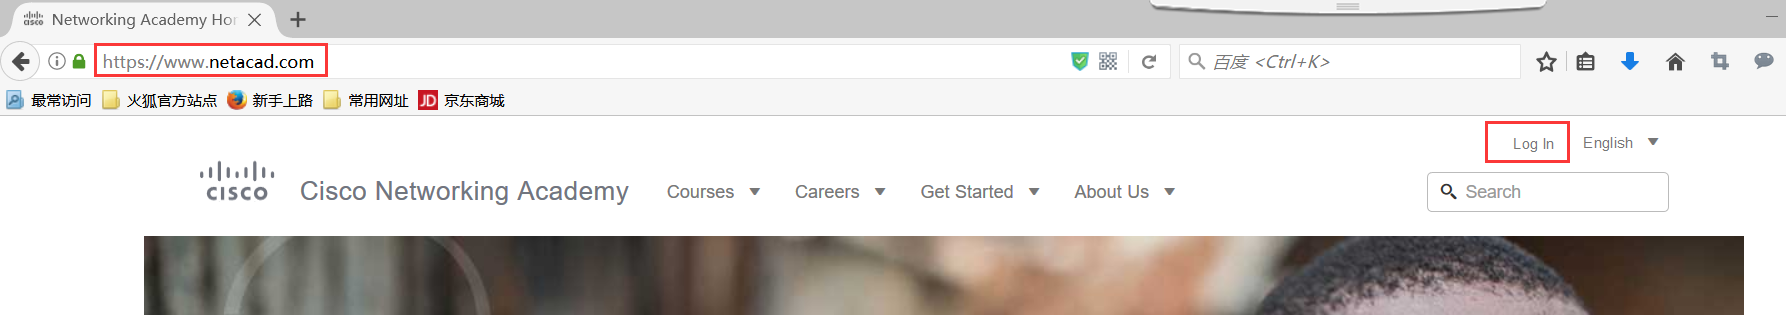 Networking Academy Hor
https://www.netacad.com
百度 <Ctrl+K>
最常访问 火狐官方站点 新手上路 常用网址 JD 京东商城
Log In English
CISCO Cisco Networking Academy Courses Careers Get Started About Us Search